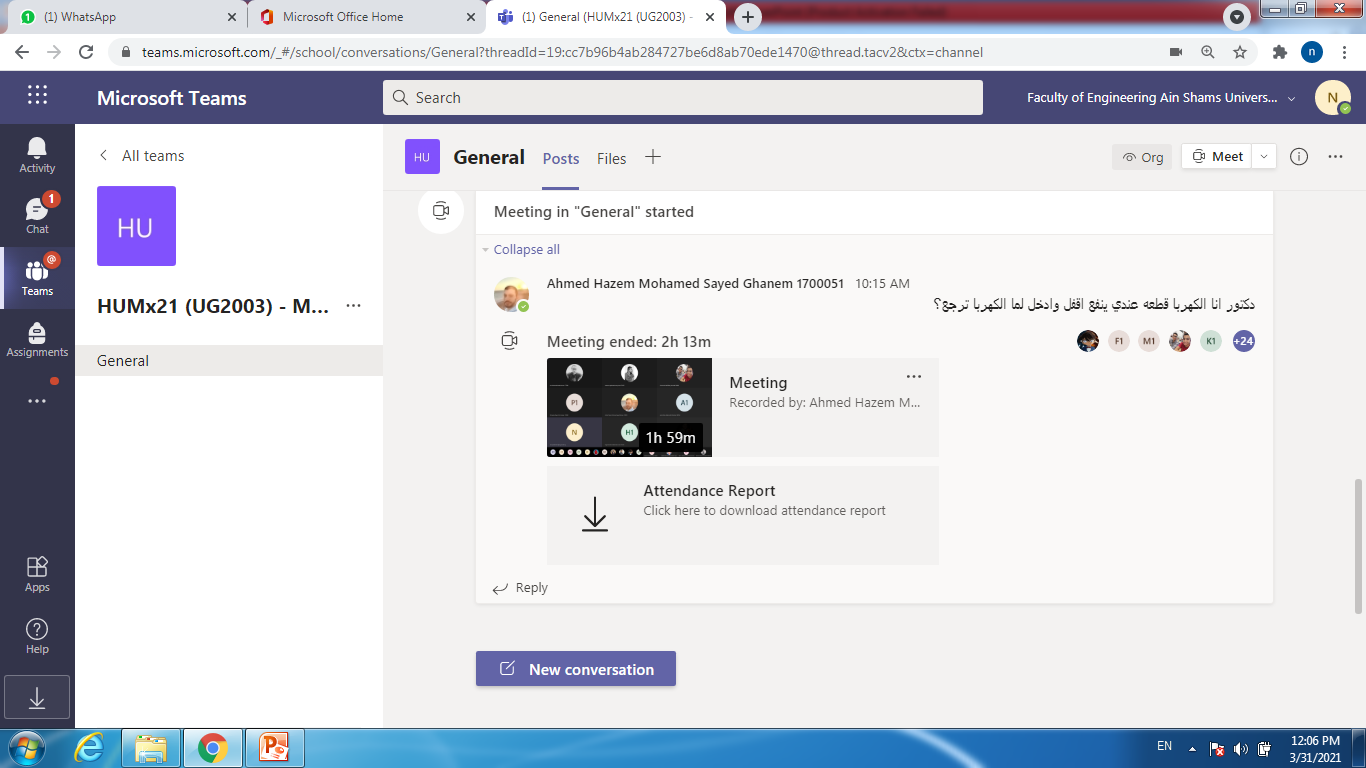 (1) WhatsApp
Microsoft Office Home
(1) General (HUMx21 (UG2003) -
teams.microsoft.com/_#/school/conversations/General?threadId=19:cc7b96b4ab284727be6d8ab70ede1470@thread.tacv2&ctx=channel
n
Microsoft Teams
Search
Faculty of Engineering Ain Shams Univers...
N
Activity
Chat
1
Teams
@
Assignments
Apps
Help
All teams
HU
HUMx21 (UG2003) - M...
General
HU
General
Posts
Files
Org
Meet
Meeting in "General" started
Collapse all
Ahmed Hazem Mohamed Sayed Ghanem 1700051 10:15 AM
دكتور انا الكهربا قطعه عندي ينفع اقفل وادخل لما الكهربا ترجع؟
Meeting ended: 2h 13m
F1
M1
K1
+24
P1
A1
N
H1
1h 59m
Meeting
Recorded by: Ahmed Hazem M...
Attendance Report
Click here to download attendance report
Reply
New conversation
EN
12:06 PM
3/31/2021